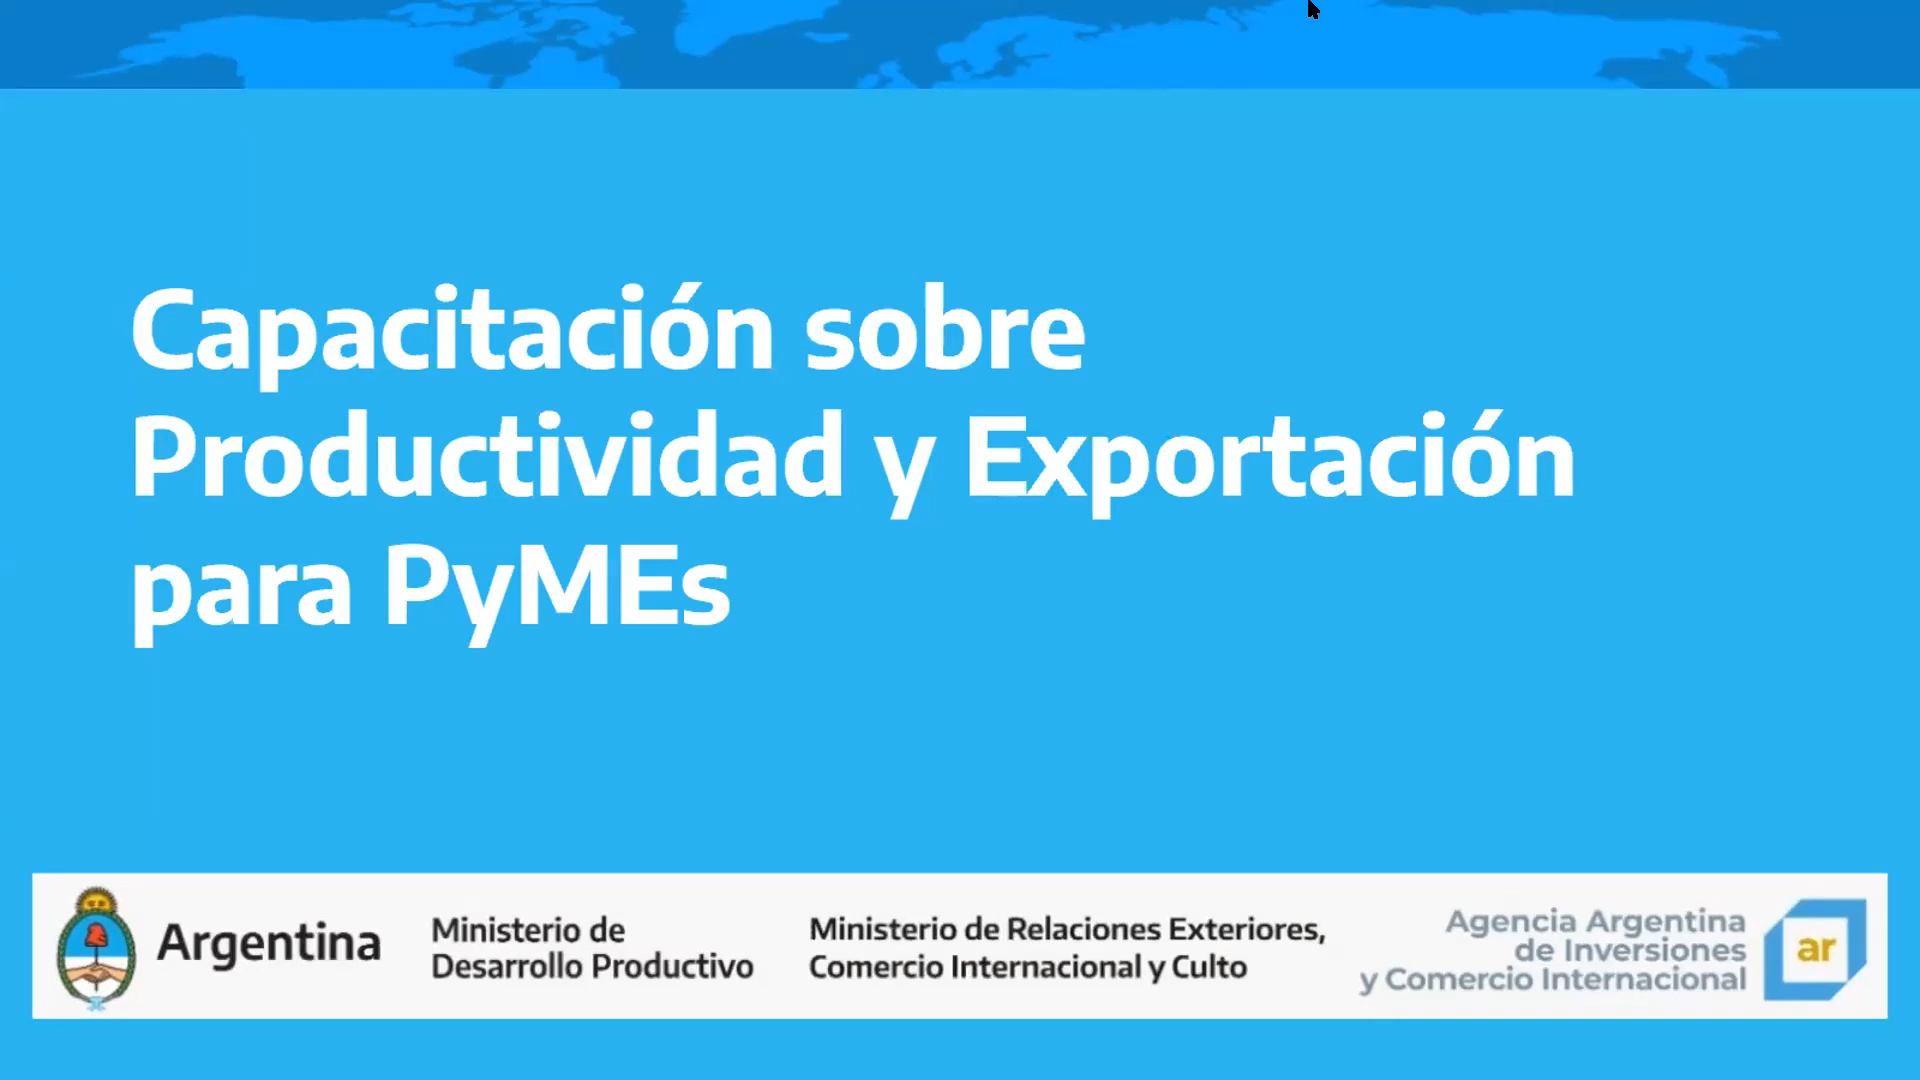 Capacitación sobre
Productividad y Exportación
para PyMEs
Argentina
Ministerio de
Desarrollo Productivo
Ministerio de Relaciones Exteriores,
Comercio Internacional y Culto
Agencia Argentina
de Inversiones
y Comercio Internacional
ar